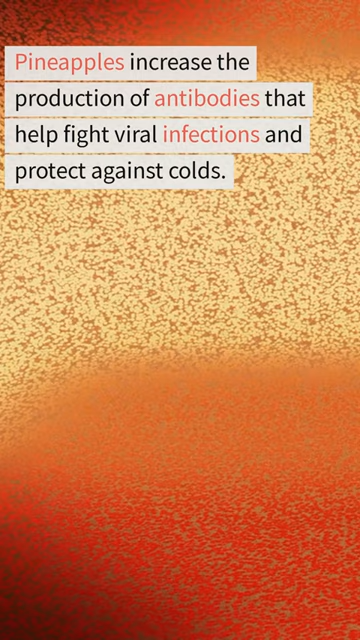 Pineapples increase the
production of antibodies that
help fight viral infections and
protect against colds.